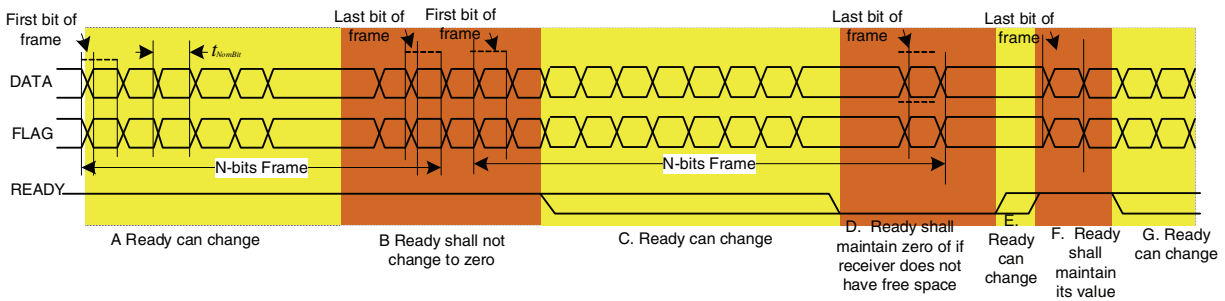 First bit of
frame
t NomBit
Last bit of
frame
First bit of
frame
Last bit of
frame
Last bit of
frame
DATA
FLAG
N-bits Frame
N-bits Frame
READY
A Ready can change
B Ready shall not
change to zero
C. Ready can change
D. Ready shall
maintain zero of if
receiver does not
have free space
E.
Ready
can
change
F. Ready
shall
maintain
its value
G. Ready
can change